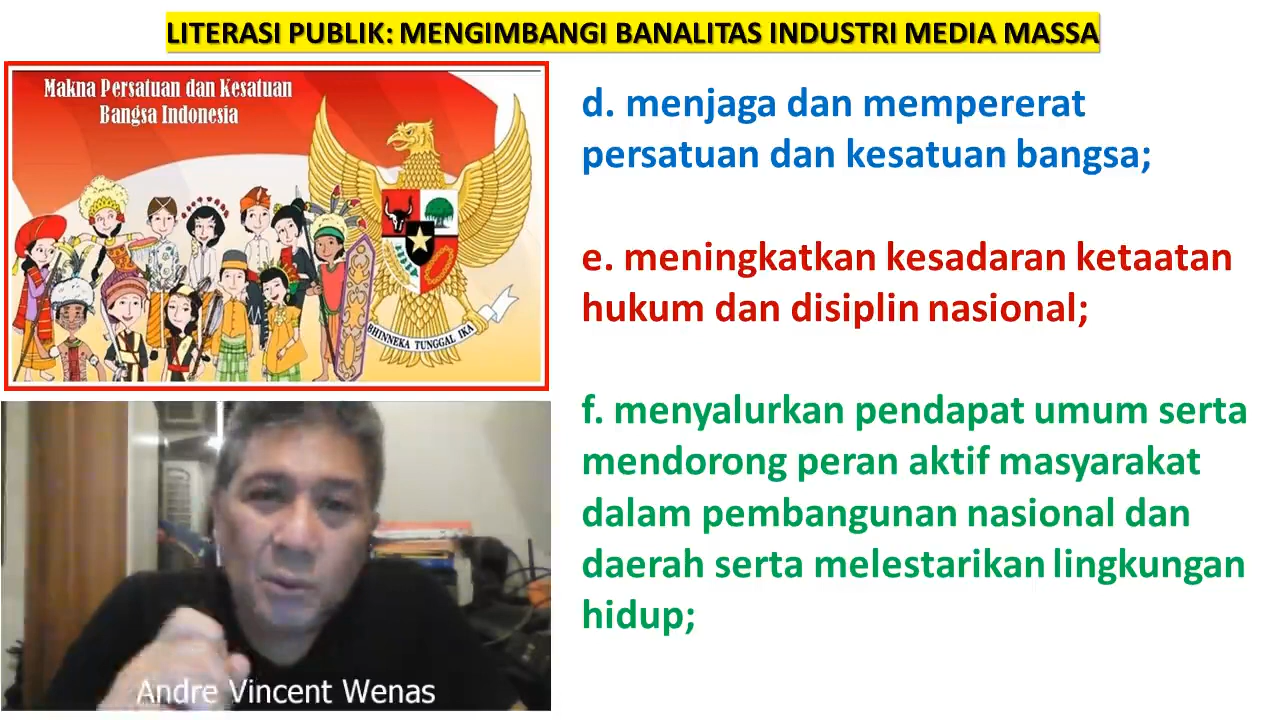 LITERASI PUBLIK: MENGIMBANGI BANALITAS INDUSTRI MEDIA MASSA
Makna Persatuan dan Kesatuan
Bangsa Indonesia
BHINNEKA TUNGGAL IKA
d. menjaga dan mempererat
persatuan dan kesatuan bangsa;
e. meningkatkan kesadaran ketaatan
hukum dan disiplin nasional;
f. menyalurkan pendapat umum serta
mendorong peran aktif masyarakat
dalam pembangunan nasional dan
daerah serta melestarikan lingkungan
hidup;
Andre Vincent Wenas